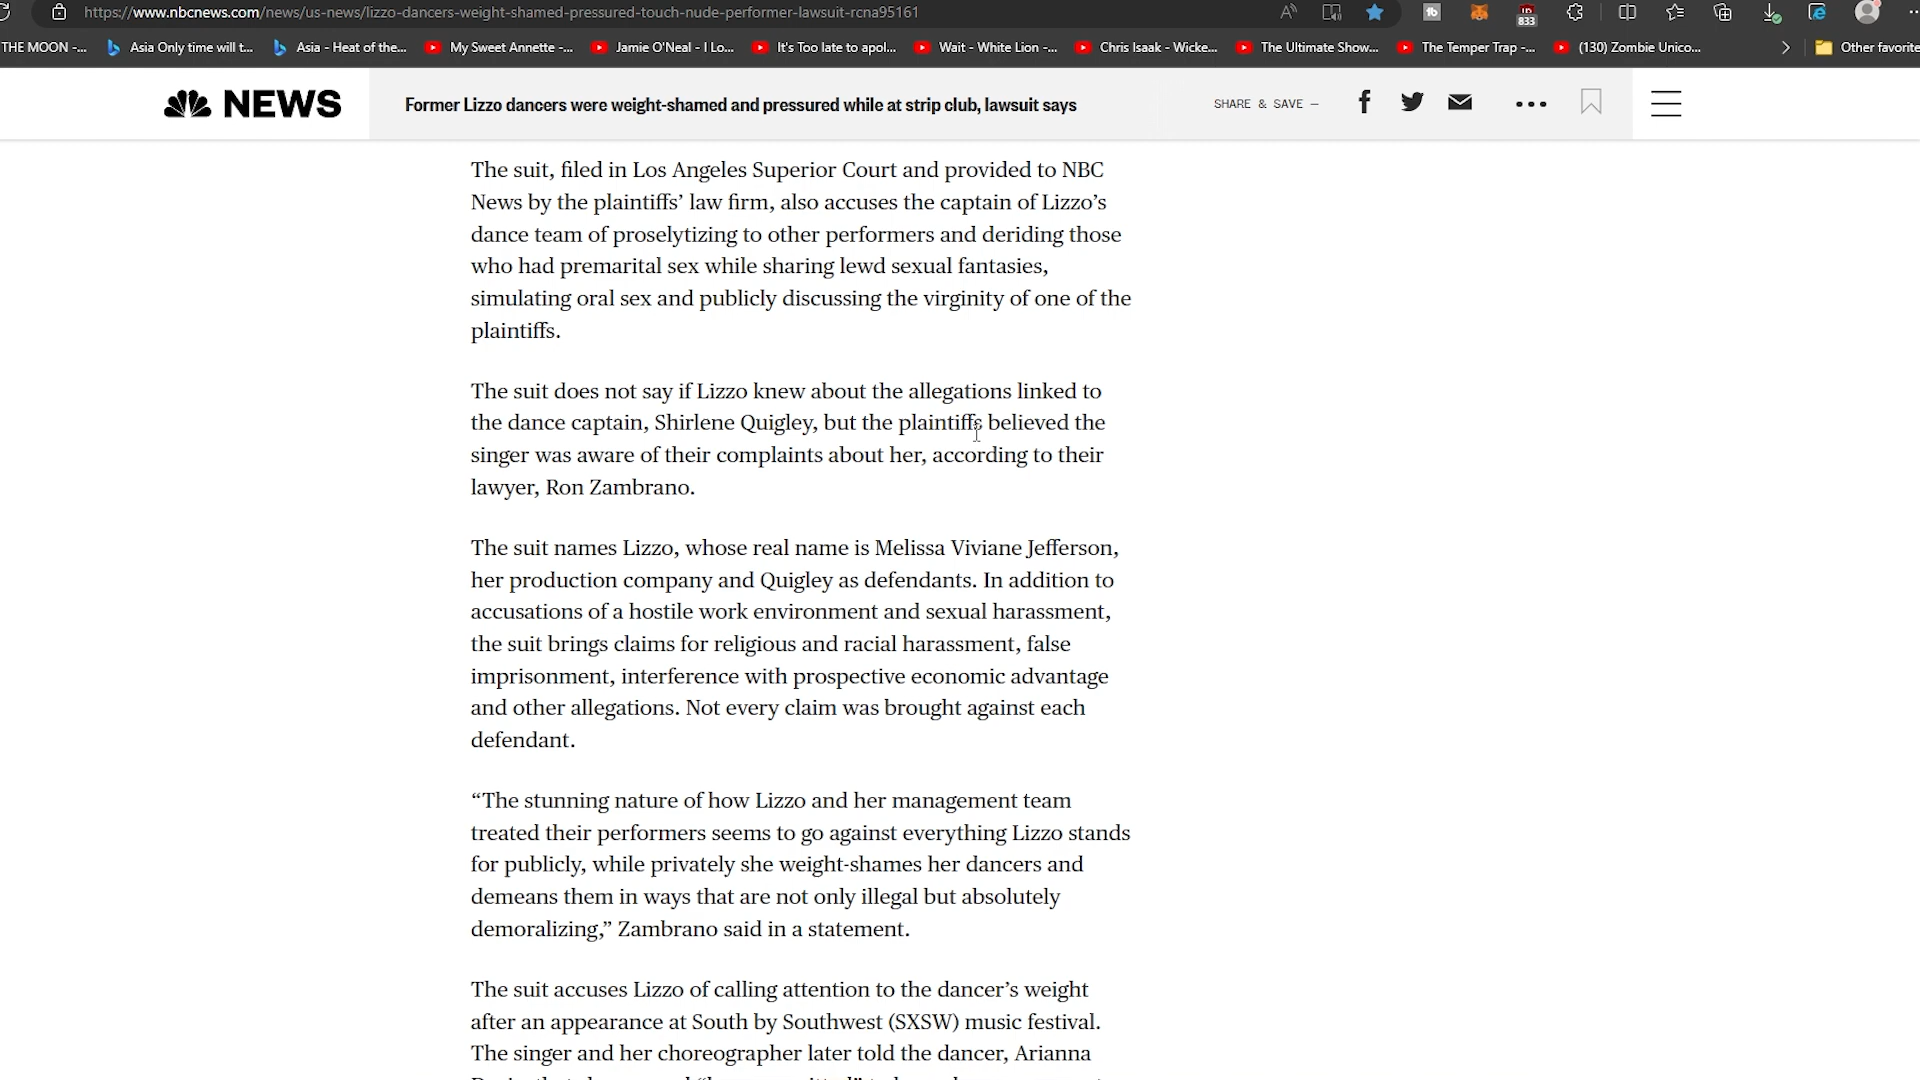 https://www.nbcnews.com/news/us-news/lizzo-dancers-weight-shamed-pressured-touch-nude-performer-lawsuit-rcna95161
833
THE MOON -... Asia Only time will t... Asia - Heat of the... My Sweet Annette -... Jamie O'Neal - I Lo... It's Too late to apol... Wait - White Lion -... Chris Isaak - Wicke... The Ultimate Show... The Temper Trap -... (130) Zombie Unico... Other favorite
NEWS Former Lizzo dancers were weight-shamed and pressured while at strip club, lawsuit says SHARE & SAVE —
The suit, filed in Los Angeles Superior Court and provided to NBC
News by the plaintiffs’ law firm, also accuses the captain of Lizzo’s
dance team of proselytizing to other performers and deriding those
who had premarital sex while sharing lewd sexual fantasies,
simulating oral sex and publicly discussing the virginity of one of the
plaintiffs.
The suit does not say if Lizzo knew about the allegations linked to
the dance captain, Shirlene Quigley, but the plaintiffs believed the
singer was aware of their complaints about her, according to their
lawyer, Ron Zambrano.
The suit names Lizzo, whose real name is Melissa Viviane Jefferson,
her production company and Quigley as defendants. In addition to
accusations of a hostile work environment and sexual harassment,
the suit brings claims for religious and racial harassment, false
imprisonment, interference with prospective economic advantage
and other allegations. Not every claim was brought against each
defendant.
“The stunning nature of how Lizzo and her management team
treated their performers seems to go against everything Lizzo stands
for publicly, while privately she weight-shames her dancers and
demeans them in ways that are not only illegal but absolutely
demoralizing,” Zambrano said in a statement.
The suit accuses Lizzo of calling attention to the dancer’s weight
after an appearance at South by Southwest (SXSW) music festival.
The singer and her choreographer later told the dancer, Arianna